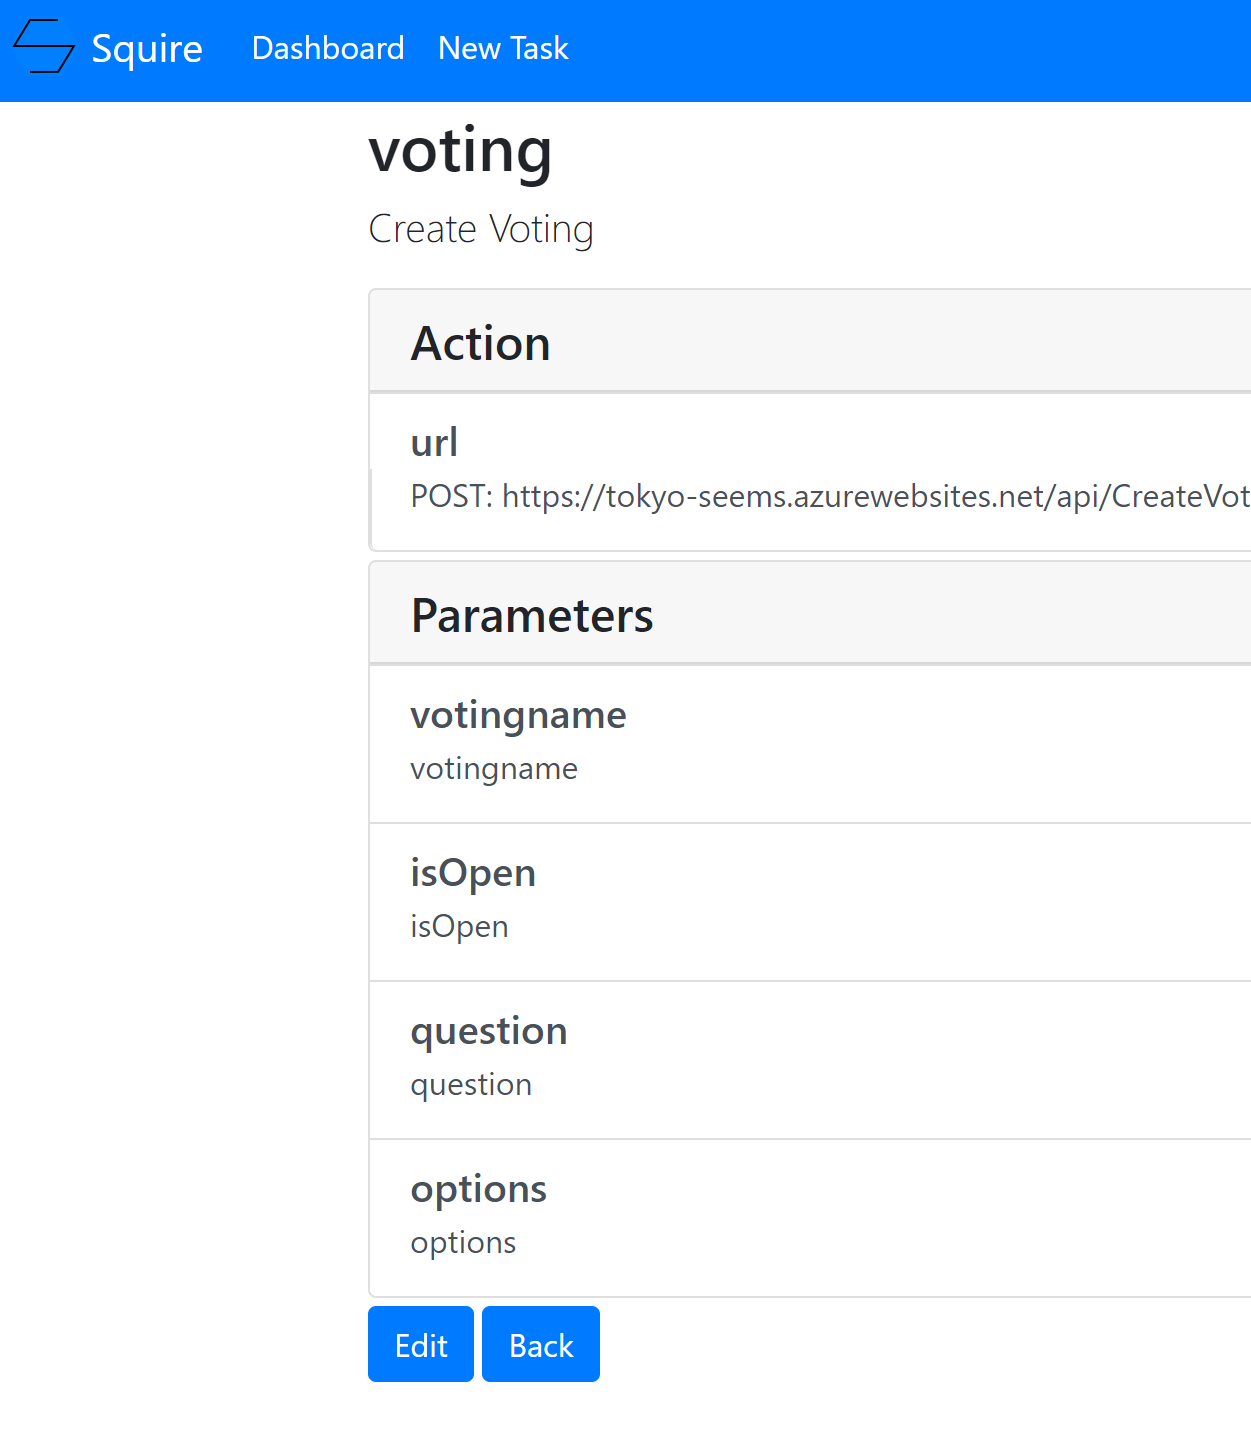 Squire Dashboard New Task
voting
Create Voting
Action
url
POST: https://tokyo-seems.azurewebsites.net/api/CreateVot
Parameters
votingname
votingname
isOpen
isOpen
question
question
options
options
Edit Back